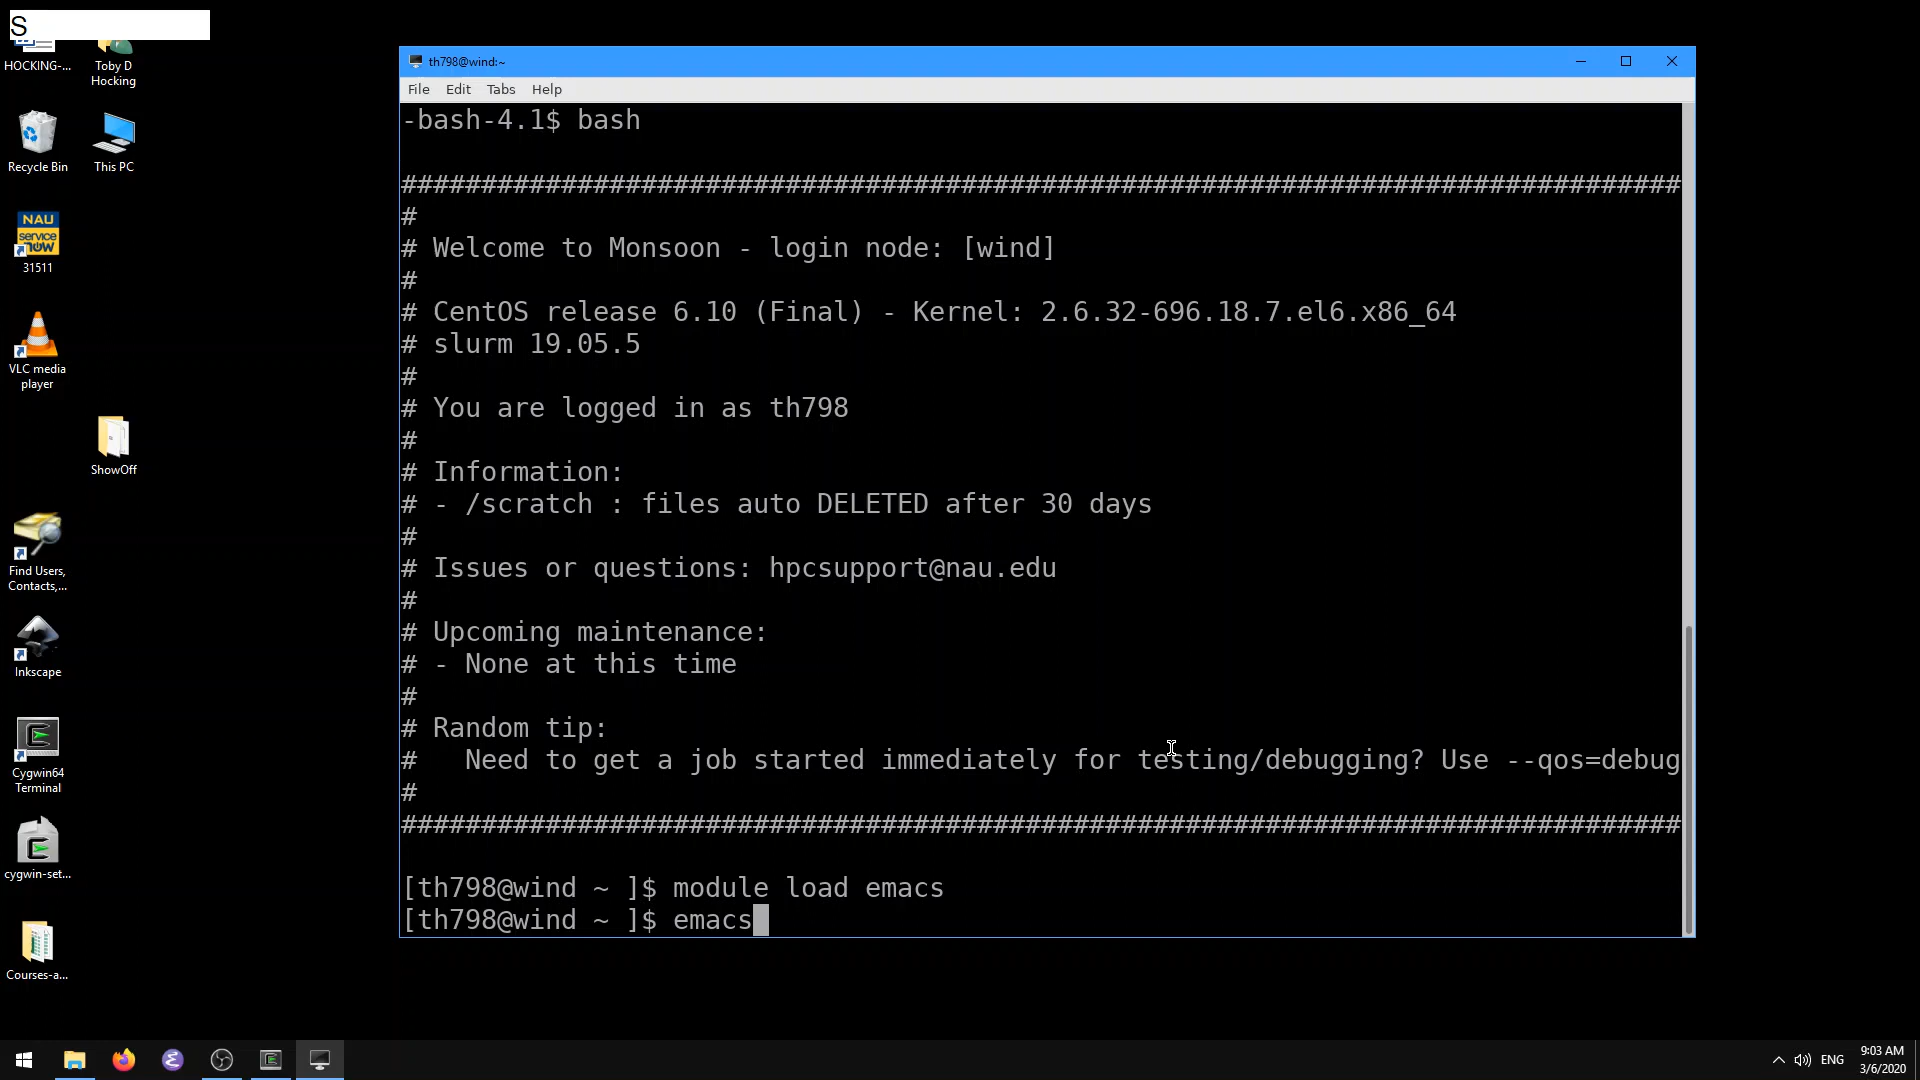 S
HOCKING-...
Toby D
Hocking
Recycle Bin
This PC
NAU
service
now
31511
VLC media
player
ShowOff
Find Users,
Contacts,...
Inkscape
Cygwin64
Terminal
cygwin-set...
Courses-a...
th798@wind:~
File Edit Tabs Help
-bash-4.1$ bash
################################################################################
#
# Welcome to Monsoon - login node: [wind]
#
# CentOS release 6.10 (Final) - Kernel: 2.6.32-696.18.7.el6.x86_64
# slurm 19.05.5
#
# You are logged in as th798
#
# Information:
# - /scratch : files auto DELETED after 30 days
#
# Issues or questions: hpcsupport@nau.edu
#
# Upcoming maintenance:
# - None at this time
#
# Random tip:
#   Need to get a job started immediately for testing/debugging? Use --qos=debug
#
################################################################################
[th798@wind ~ ]$ module load emacs
[th798@wind ~ ]$ emacs
ENG
9:03 AM
3/6/2020